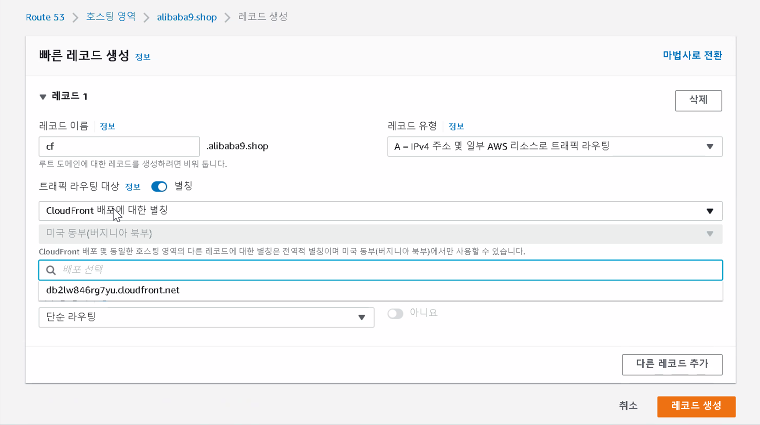 Route 53 > 호스팅 영역 > alibaba9.shop > 레코드 생성
빠른 레코드 생성 정보 마법사로 전환
▼ 레코드 1 삭제
레코드 이름 정보 레코드 유형 정보
cf .alibaba9.shop A – IPv4 주소 및 일부 AWS 리소스로 트래픽 라우팅
루트 도메인에 대한 레코드를 생성하려면 비워 둡니다.
트래픽 라우팅 대상 정보 별칭
CloudFront 배포에 대한 별칭
미국 동부(버지니아 북부)
CloudFront 배포 및 동일한 호스팅 영역의 다른 레코드에 대한 별칭은 전역적 별칭이며 미국 동부(버지니아 북부)에서만 사용할 수 있습니다.
배포 선택
db2lw846rg7yu.cloudfront.net
단순 라우팅 아니요
다른 레코드 추가
취소 레코드 생성